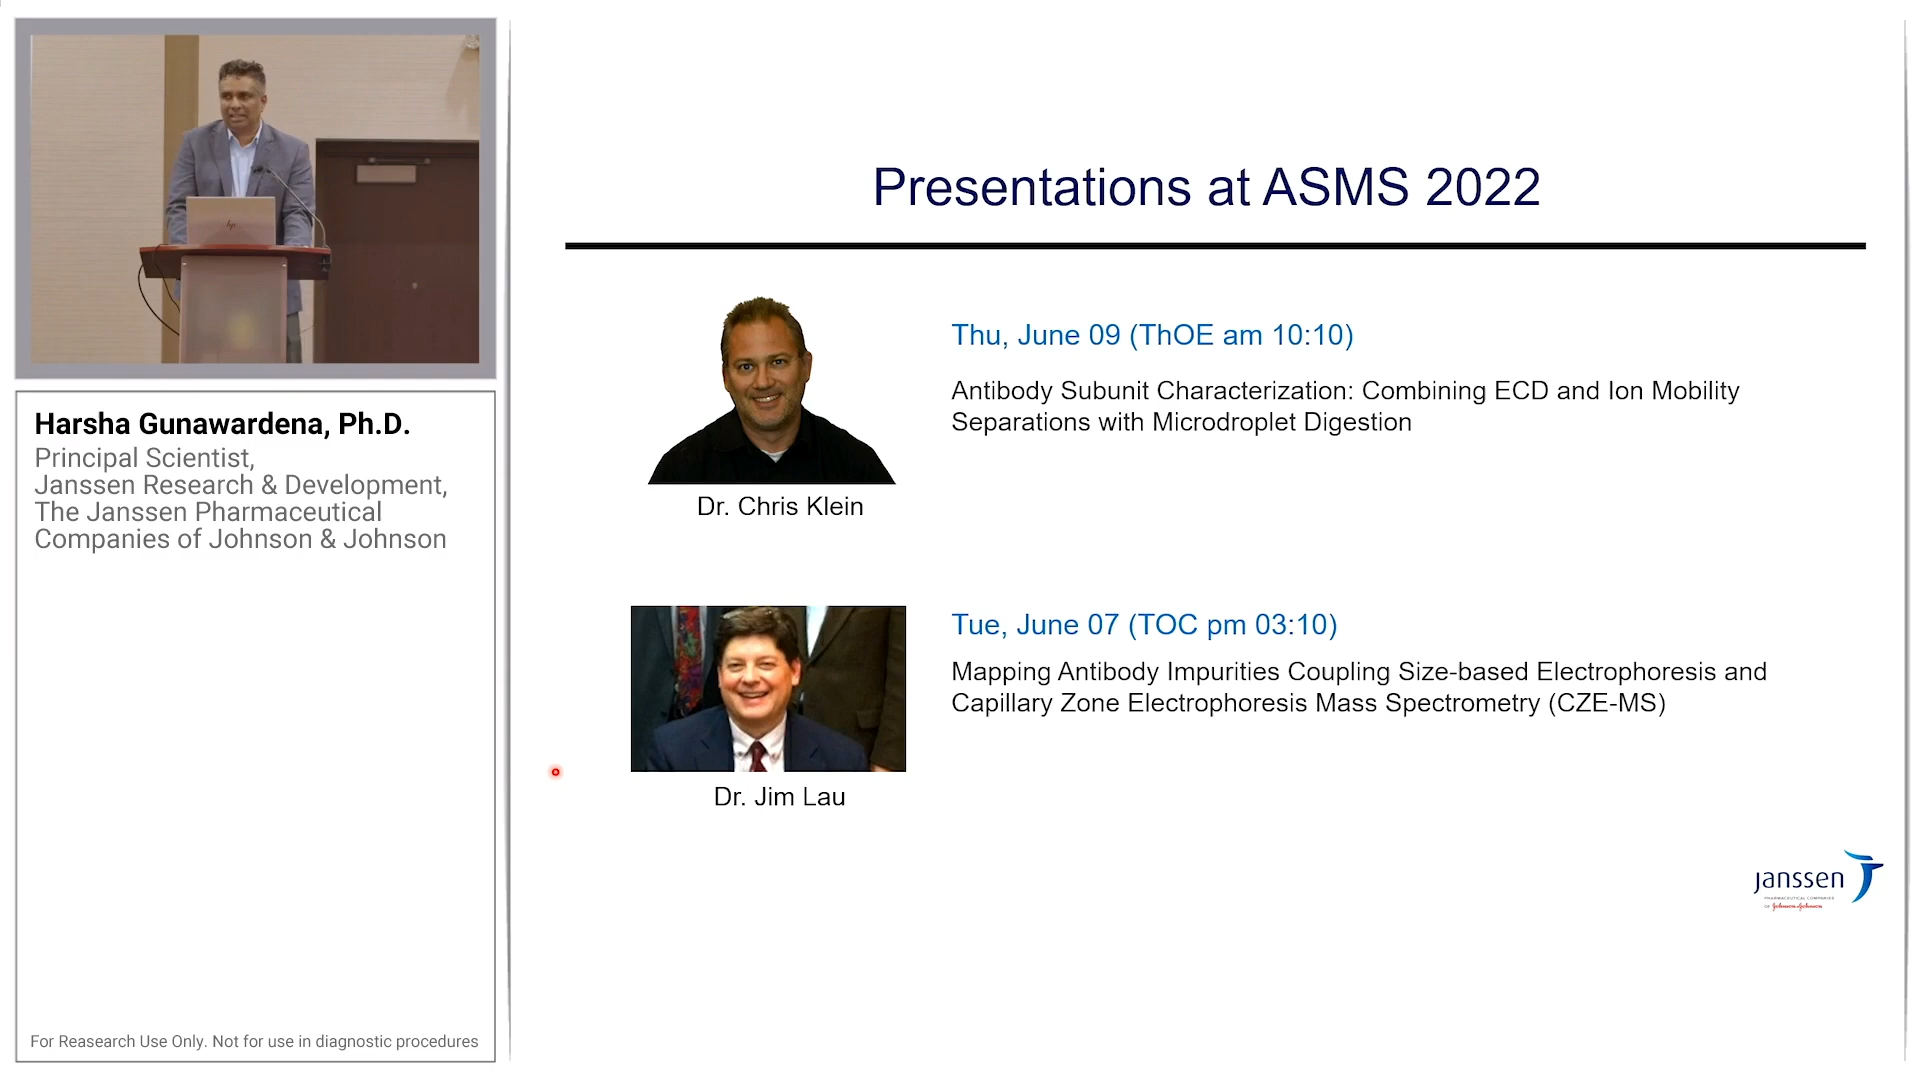 Harsha Gunawardena, Ph.D.
Principal Scientist,
Janssen Research & Development,
The Janssen Pharmaceutical
Companies of Johnson & Johnson
For Reasearch Use Only. Not for use in diagnostic procedures
Presentations at ASMS 2022
Thu, June 09 (ThOE am 10:10)
Antibody Subunit Characterization: Combining ECD and Ion Mobility
Separations with Microdroplet Digestion
Dr. Chris Klein
Tue, June 07 (TOC pm 03:10)
Mapping Antibody Impurities Coupling Size-based Electrophoresis and
Capillary Zone Electrophoresis Mass Spectrometry (CZE-MS)
Dr. Jim Lau
janssen
PHARMACEUTICAL COMPANIES
OF Johnson & Johnson
hp